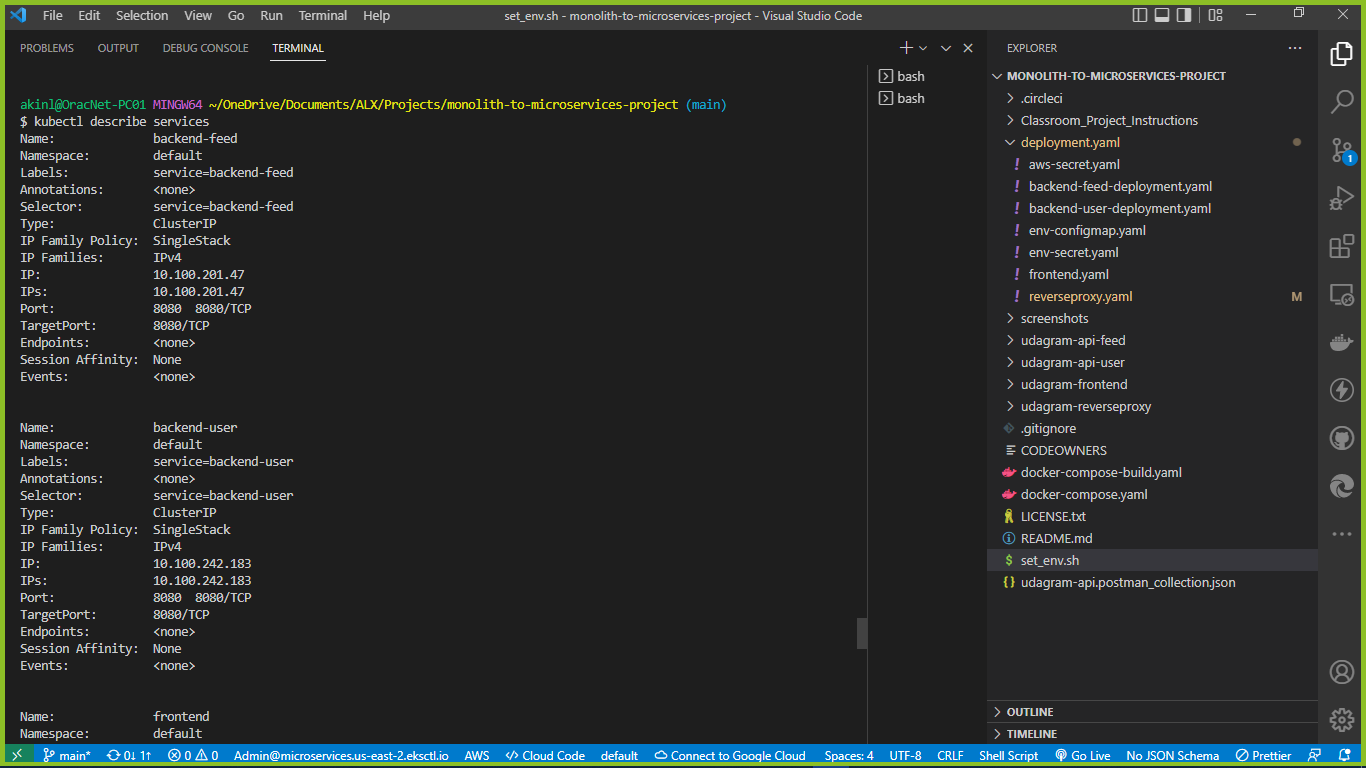 File Edit Selection View Go Run Terminal Help
set_env.sh - monolith-to-microservices-project - Visual Studio Code
PROBLEMS OUTPUT DEBUG CONSOLE TERMINAL
akinl@OracNet-PC01 MINGW64 ~/OneDrive/Documents/ALX/Projects/monolith-to-microservices-project (main)
$ kubectl describe services
Name: backend-feed
Namespace: default
Labels: service=backend-feed
Annotations: <none>
Selector: service=backend-feed
Type: ClusterIP
IP Family Policy: SingleStack
IP Families: IPv4
IP: 10.100.201.47
IPs: 10.100.201.47
Port: 8080 8080/TCP
TargetPort: 8080/TCP
Endpoints: <none>
Session Affinity: None
Events: <none>
Name: backend-user
Namespace: default
Labels: service=backend-user
Annotations: <none>
Selector: service=backend-user
Type: ClusterIP
IP Family Policy: SingleStack
IP Families: IPv4
IP: 10.100.242.183
IPs: 10.100.242.183
Port: 8080 8080/TCP
TargetPort: 8080/TCP
Endpoints: <none>
Session Affinity: None
Events: <none>
Name: frontend
Namespace: default
bash
bash
EXPLORER
MONOLITH-TO-MICROSERVICES-PROJECT
.circleci
Classroom_Project_Instructions
deployment.yaml
! aws-secret.yaml
! backend-feed-deployment.yaml
! backend-user-deployment.yaml
! env-configmap.yaml
! env-secret.yaml
! frontend.yaml
! reverseproxy.yaml M
screenshots
udagram-api-feed
udagram-api-user
udagram-frontend
udagram-reverseproxy
.gitignore
CODEOWNERS
docker-compose-build.yaml
docker-compose.yaml
LICENSE.txt
README.md
$ set_env.sh
{} udagram-api.postman_collection.json
OUTLINE
TIMELINE
1
main* 0↓ 1↑ 0 0 Admin@microservices.us-east-2.eksctl.io AWS </> Cloud Code default Connect to Google Cloud Spaces: 4 UTF-8 CRLF Shell Script Go Live No JSON Schema Prettier